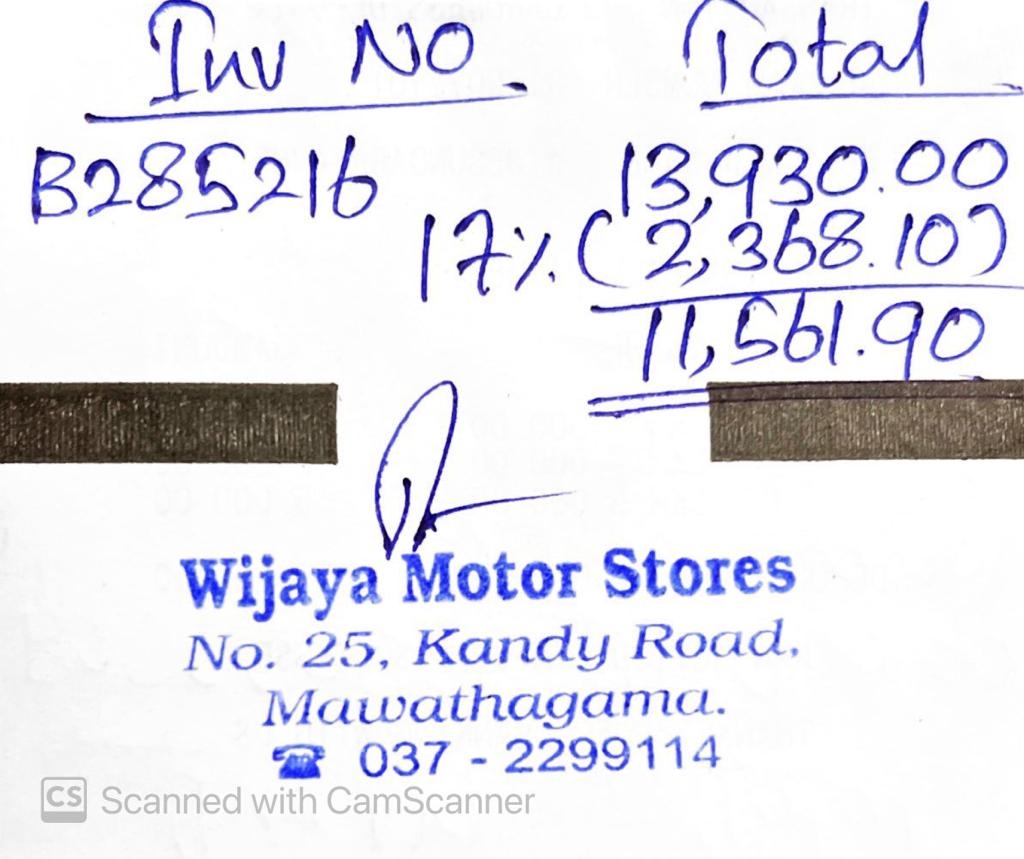 Inv No Total
B285216 13,930.00
17% (2,368.10)
11,561.90
Wijaya Motor Stores
No. 25, Kandy Road,
Mawathagama.
☎ 037 - 2299114
CS Scanned with CamScanner